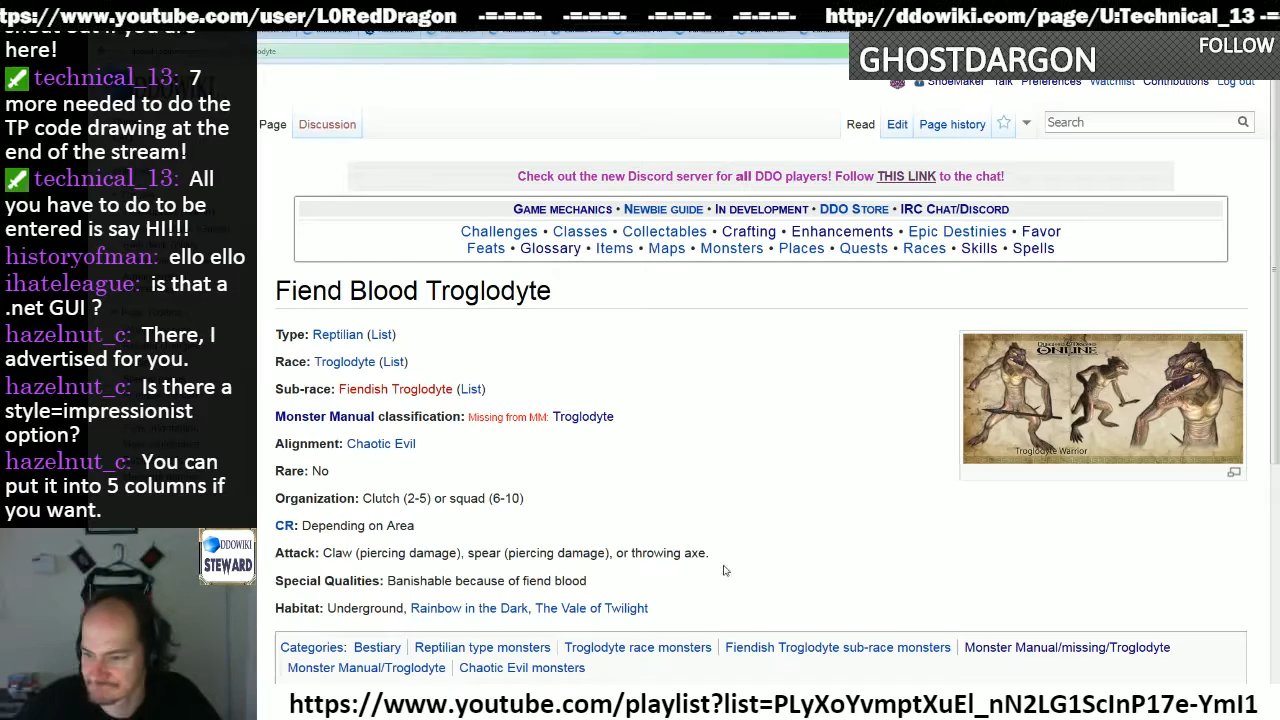 ttps://www.youtube.com/user/L0RedDragon -=-=-=- -=-=-=- -=-=-=- -=-=-=- http://ddowiki.com/page/U:Technical_13 -=
here!
technical_13: 7
more needed to do the
TP code drawing at the
end of the stream!
technical_13: All
you have to do to be
entered is say HI!!!
historyofman: ello ello
ihateleague: is that a
.net GUI ?
hazelnut_c: There, I
advertised for you.
hazelnut_c: Is there a
style=impressionist
option?
hazelnut_c: You can
put it into 5 columns if
you want.
DDOWIKI
STEWARD
GHOSTDARGON
FOLLOW
ShoeMaker Talk Preferences Watchlist Contributions Log out
Page Discussion Read Edit Page history Search
Check out the new Discord server for all DDO players! Follow THIS LINK to the chat!
Game mechanics • Newbie guide • In development • DDO Store • IRC Chat/Discord
Challenges • Classes • Collectables • Crafting • Enhancements • Epic Destinies • Favor
Feats • Glossary • Items • Maps • Monsters • Places • Quests • Races • Skills • Spells
Fiend Blood Troglodyte
Type: Reptilian (List)
Race: Troglodyte (List)
Sub-race: Fiendish Troglodyte (List)
Monster Manual classification: Missing from MM: Troglodyte
Alignment: Chaotic Evil
Rare: No
Organization: Clutch (2-5) or squad (6-10)
CR: Depending on Area
Attack: Claw (piercing damage), spear (piercing damage), or throwing axe.
Special Qualities: Banishable because of fiend blood
Habitat: Underground, Rainbow in the Dark, The Vale of Twilight
Dungeons & Dragons
ONLINE
Troglodyte Warrior
Categories: Bestiary | Reptilian type monsters | Troglodyte race monsters | Fiendish Troglodyte sub-race monsters | Monster Manual/missing/Troglodyte
Monster Manual/Troglodyte | Chaotic Evil monsters
https://www.youtube.com/playlist?list=PLyXoYvmptXuEl_nN2LG1ScInP17e-YmI1